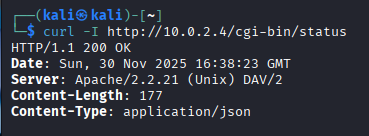 ┌──(kali㉿kali)-[~]
└─$ curl -I http://10.0.2.4/cgi-bin/status
HTTP/1.1 200 OK
Date: Sun, 30 Nov 2025 16:38:23 GMT
Server: Apache/2.2.21 (Unix) DAV/2
Content-Length: 177
Content-Type: application/json